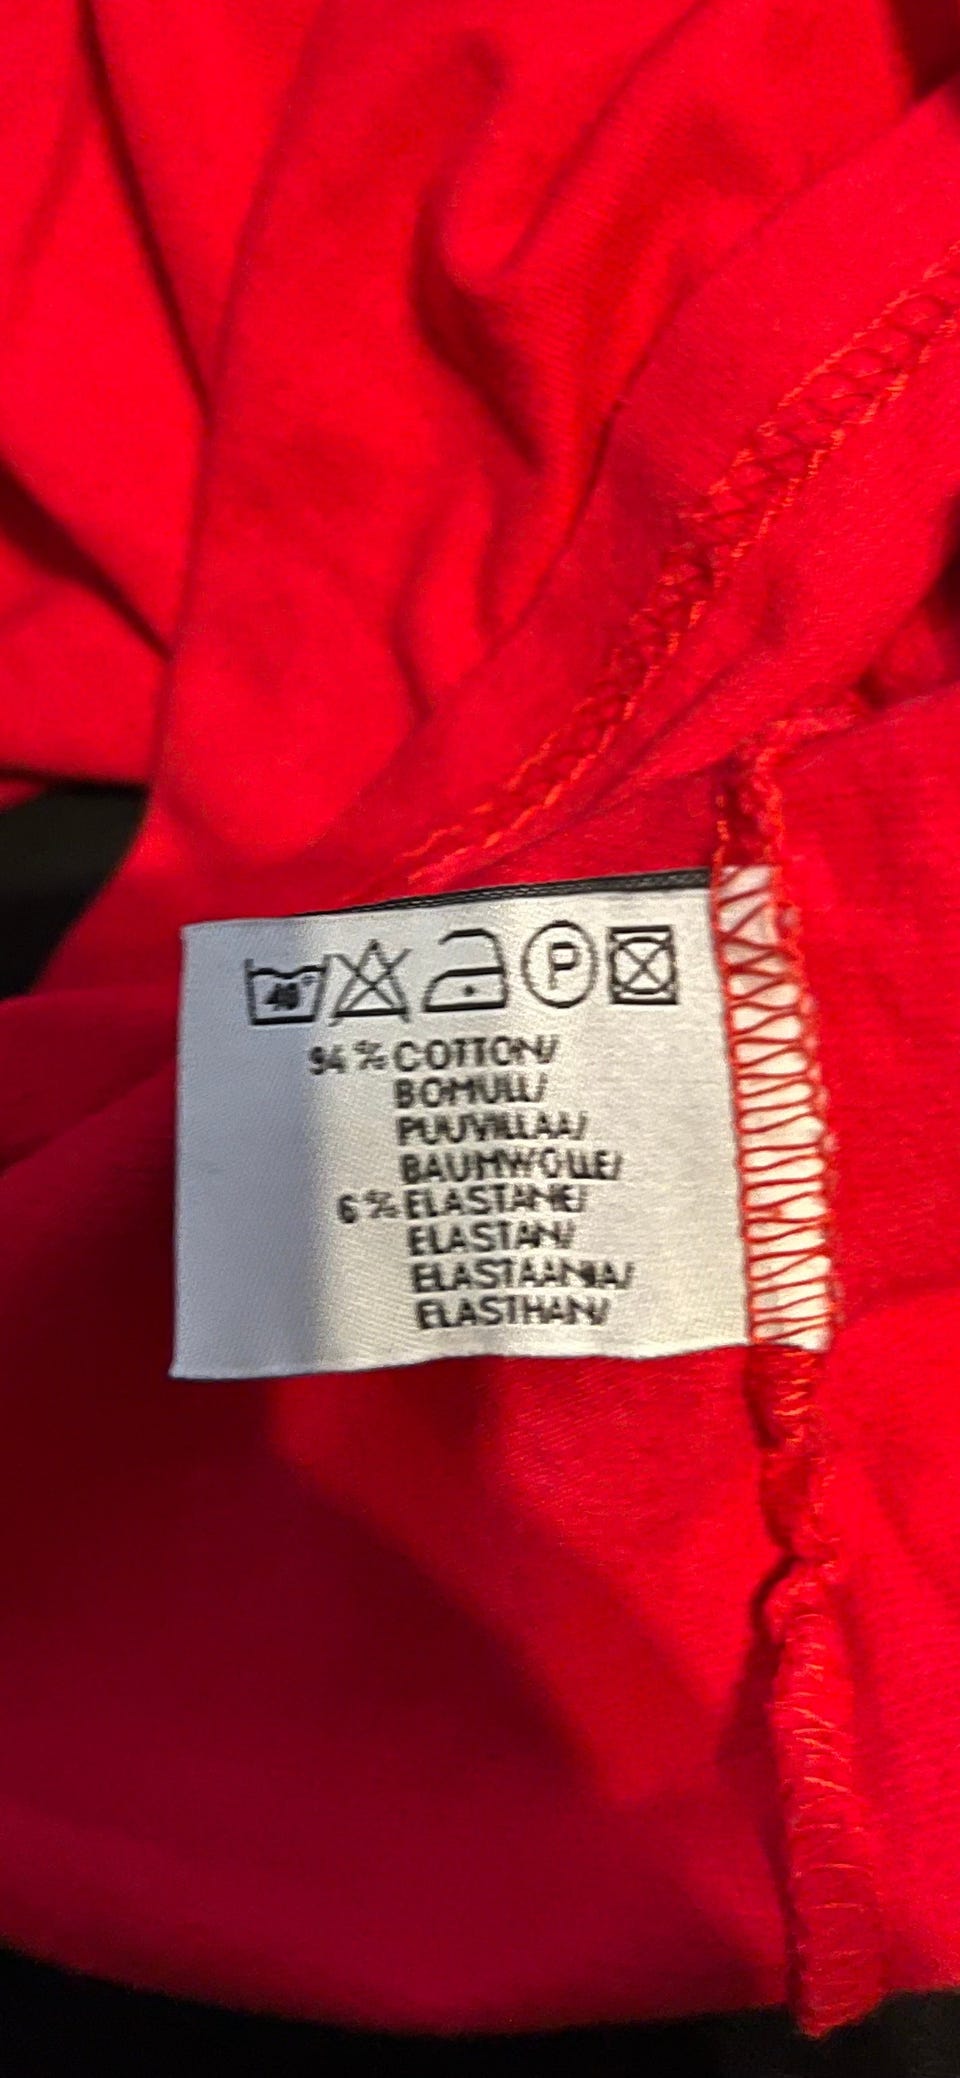 40°
P
94 % COTTON/
BOMULL/
PUUVILLAA/
BAUMWOLLE/
6 % ELASTANE/
ELASTAN/
ELASTAANIA/
ELASTHAN/